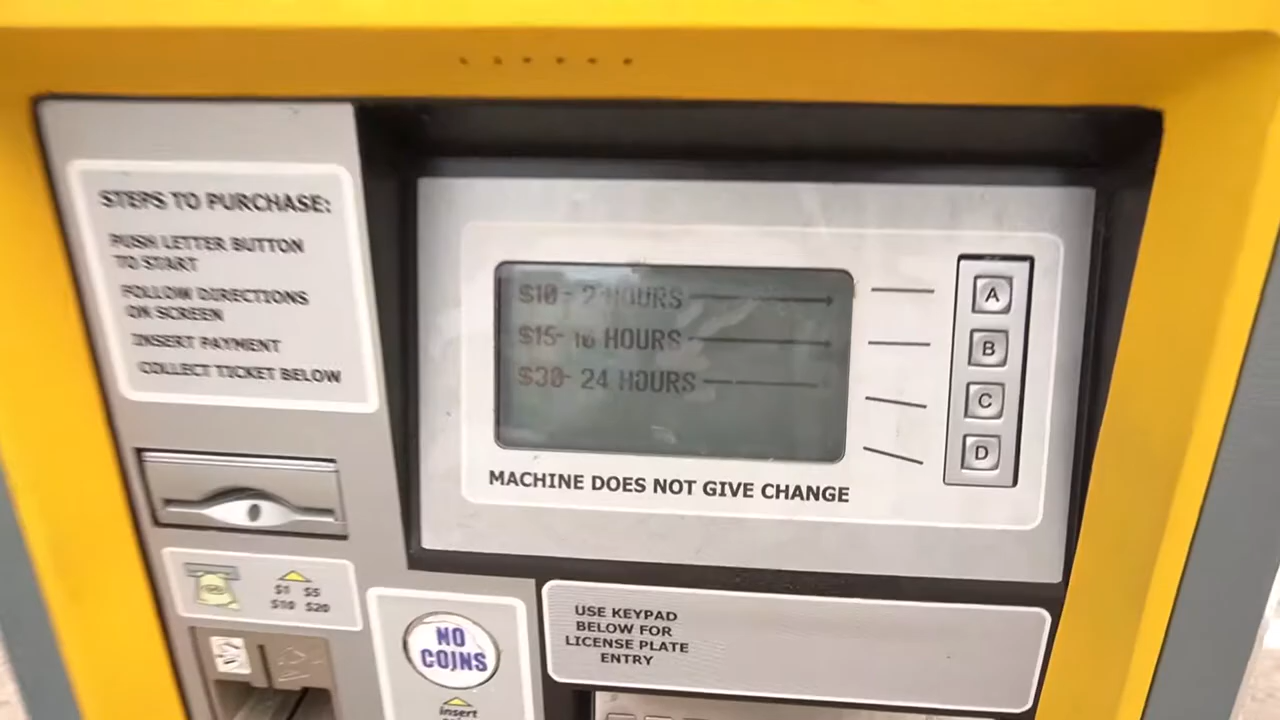 STEPS TO PURCHASE:
PUSH LETTER BUTTON
TO START
FOLLOW DIRECTIONS
ON SCREEN
INSERT PAYMENT
COLLECT TICKET BELOW
$10- 2 HOURS
$15- 10 HOURS
$30- 24 HOURS
A
B
C
D
MACHINE DOES NOT GIVE CHANGE
$1 $5
$10 $20
NO
COINS
insert
USE KEYPAD
BELOW FOR
LICENSE PLATE
ENTRY